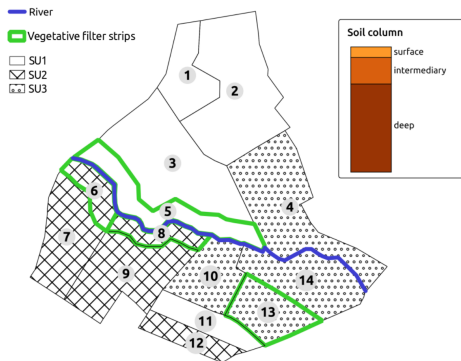 River
Vegetative filter strips
SU1
SU2
SU3
Soil column
surface
intermediary
deep
1
2
3
4
5
6
7
8
9
10
14
13
11
12